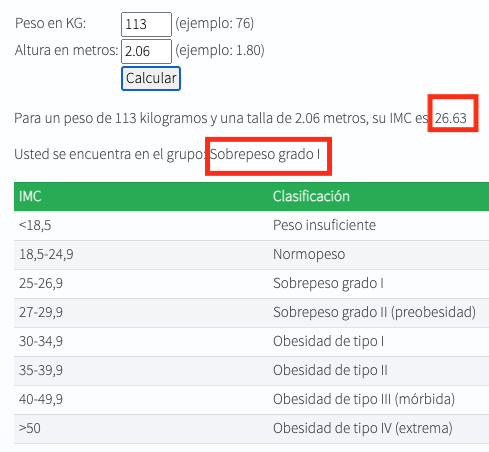 Peso en KG: 113 (ejemplo: 76)
Altura en metros: 2.06 (ejemplo: 1.80)
Calcular
Para un peso de 113 kilogramos y una talla de 2.06 metros, su IMC es 26.63
Usted se encuentra en el grupo: Sobrepeso grado I
IMC Clasificación
<18,5 Peso insuficiente
18,5-24,9 Normopeso
25-26,9 Sobrepeso grado I
27-29,9 Sobrepeso grado II (preobesidad)
30-34,9 Obesidad de tipo I
35-39,9 Obesidad de tipo II
40-49,9 Obesidad de tipo III (mórbida)
>50 Obesidad de tipo IV (extrema)